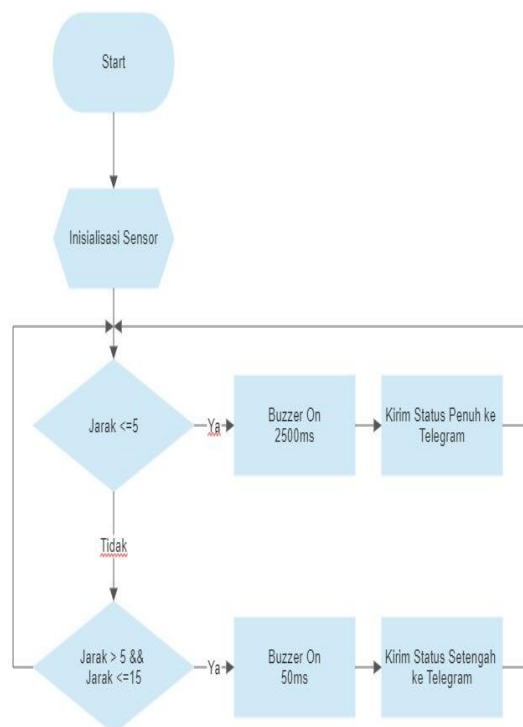 Start
Inisialisasi Sensor
Jarak <=5
Ya
Buzzer On
2500ms
Kirim Status Penuh ke
Telegram
Tidak
Jarak > 5 &&
Jarak <=15
Ya
Buzzer On
50ms
Kirim Status Setengah
ke Telegram